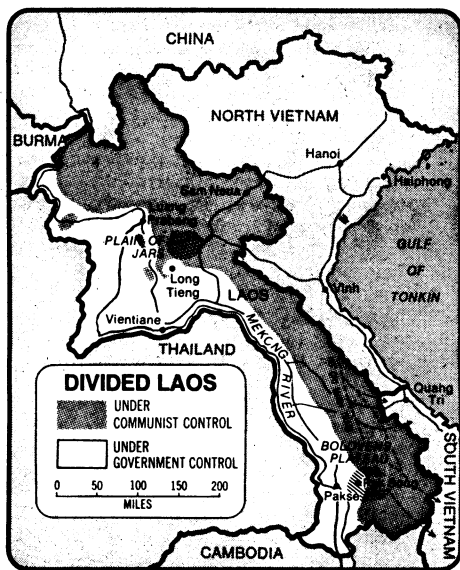 CHINA
NORTH VIETNAM
BURMA
Hanoi
Haiphong
Sam Neua
Luang
Prabang
PLAIN OF
JARS
GULF
OF
TONKIN
Long
Tieng
LAOS
Vinh
Vientiane
THAILAND
MEKONG RIVER
Quang
Tri
BOLOVENS
PLATEAU
Pakse
SOUTH VIETNAM
CAMBODIA
DIVIDED LAOS
UNDER
COMMUNIST CONTROL
UNDER
GOVERNMENT CONTROL
0 50 100 150 200
MILES